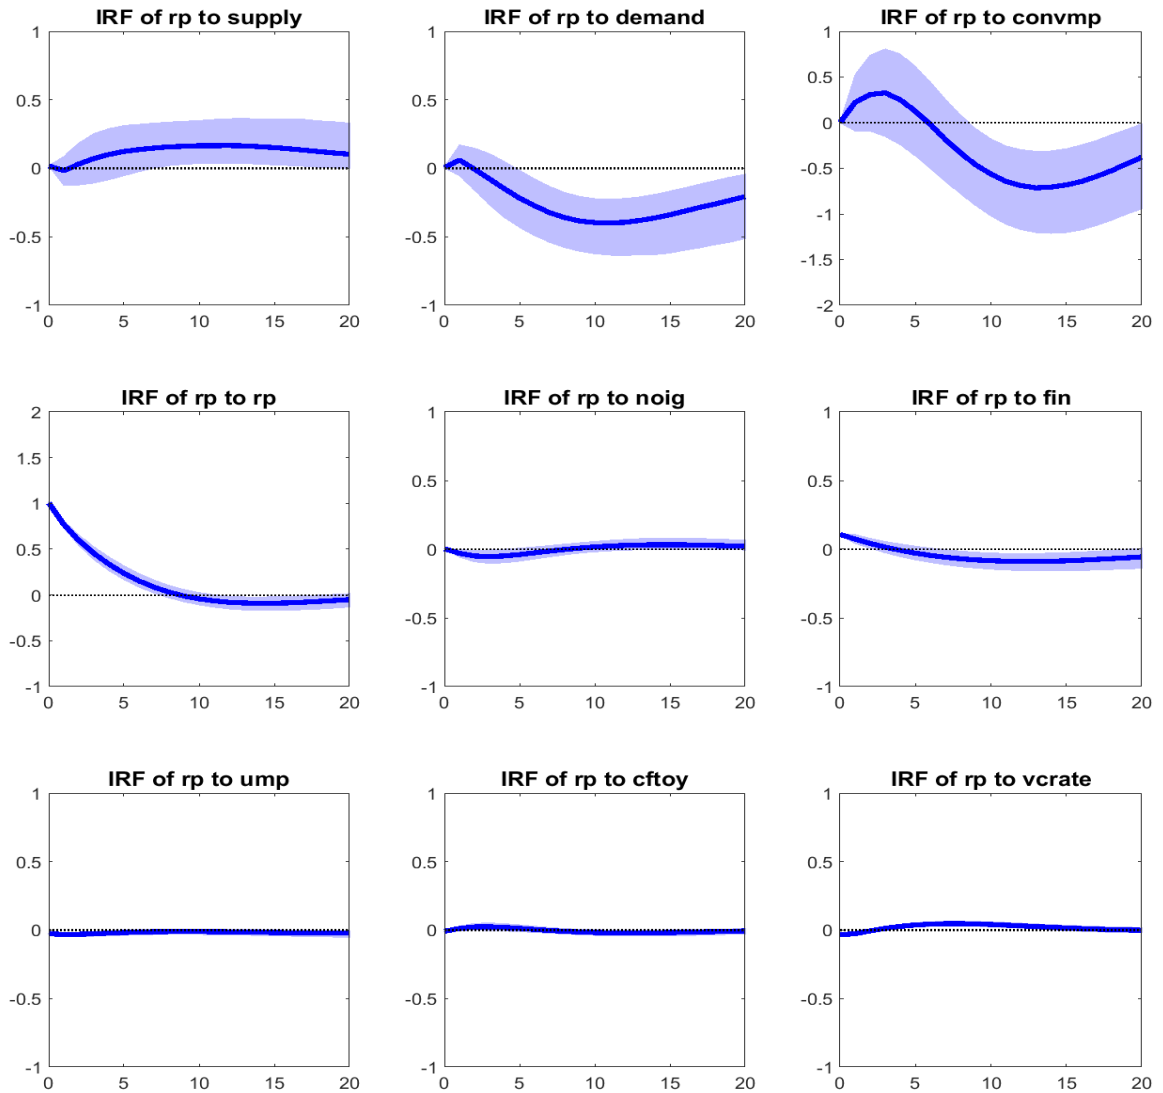 IRF of rp to supply
1
0.5
0
-0.5
-1
0 5 10 15 20
IRF of rp to demand
1
0.5
0
-0.5
-1
0 5 10 15 20
IRF of rp to convmp
1
0.5
0
-0.5
-1
-1.5
-2
0 5 10 15 20
IRF of rp to rp
2
1.5
1
0.5
0
-0.5
-1
0 5 10 15 20
IRF of rp to noig
1
0.5
0
-0.5
-1
0 5 10 15 20
IRF of rp to fin
1
0.5
0
-0.5
-1
0 5 10 15 20
IRF of rp to ump
1
0.5
0
-0.5
-1
0 5 10 15 20
IRF of rp to cftoy
1
0.5
0
-0.5
-1
0 5 10 15 20
IRF of rp to vcrate
1
0.5
0
-0.5
-1
0 5 10 15 20